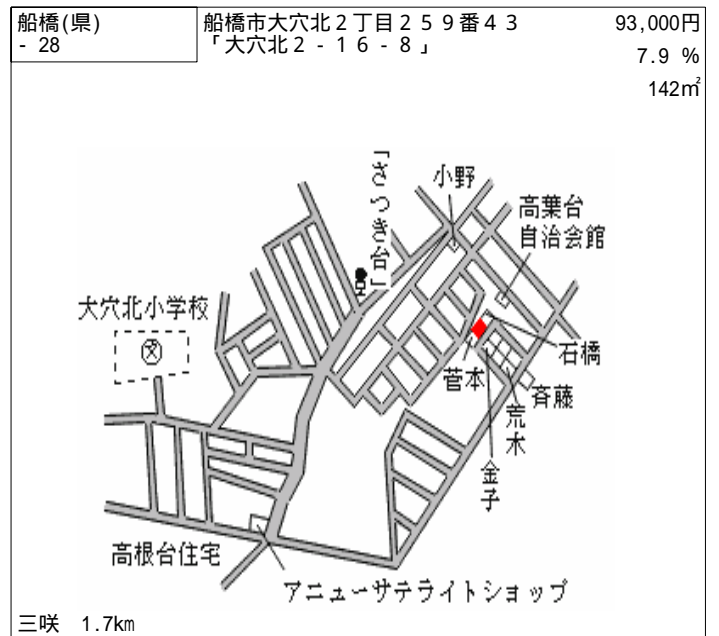 船橋(県)
- 28
船橋市大穴北２丁目２５９番４３
「大穴北２－１６－８」
93,000円
7.9 %
142㎡
「さつき台」
小野
高葉台
自治会館
大穴北小学校
文
石橋
菅本
斉藤
荒木
金子
高根台住宅
アニューサテライトショップ
三咲 1.7km